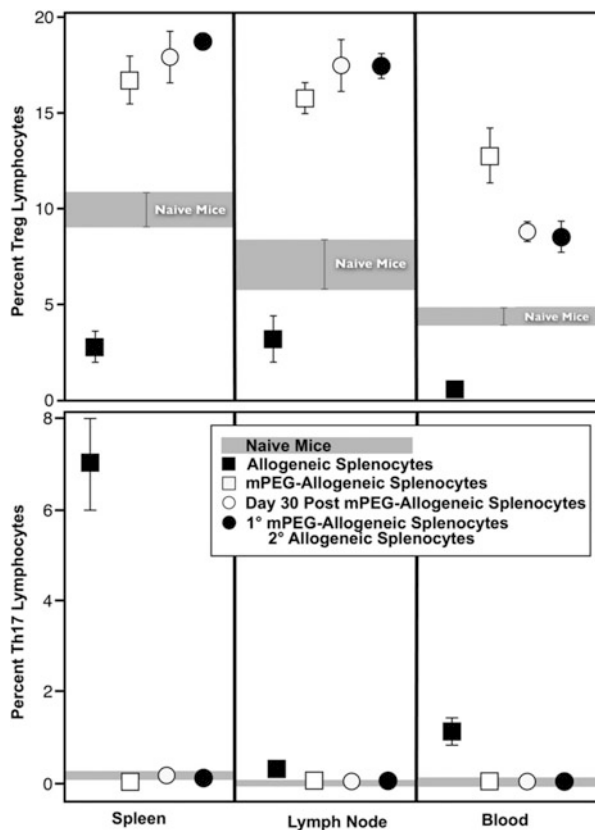 20
15
10
5
0
Percent Treg Lymphocytes
Naive Mice
Naive Mice
Naive Mice
8
6
4
2
0
Percent Th17 Lymphocytes
Naive Mice
Allogeneic Splenocytes
mPEG-Allogeneic Splenocytes
Day 30 Post mPEG-Allogeneic Splenocytes
1° mPEG-Allogeneic Splenocytes
2° Allogeneic Splenocytes
Spleen
Lymph Node
Blood